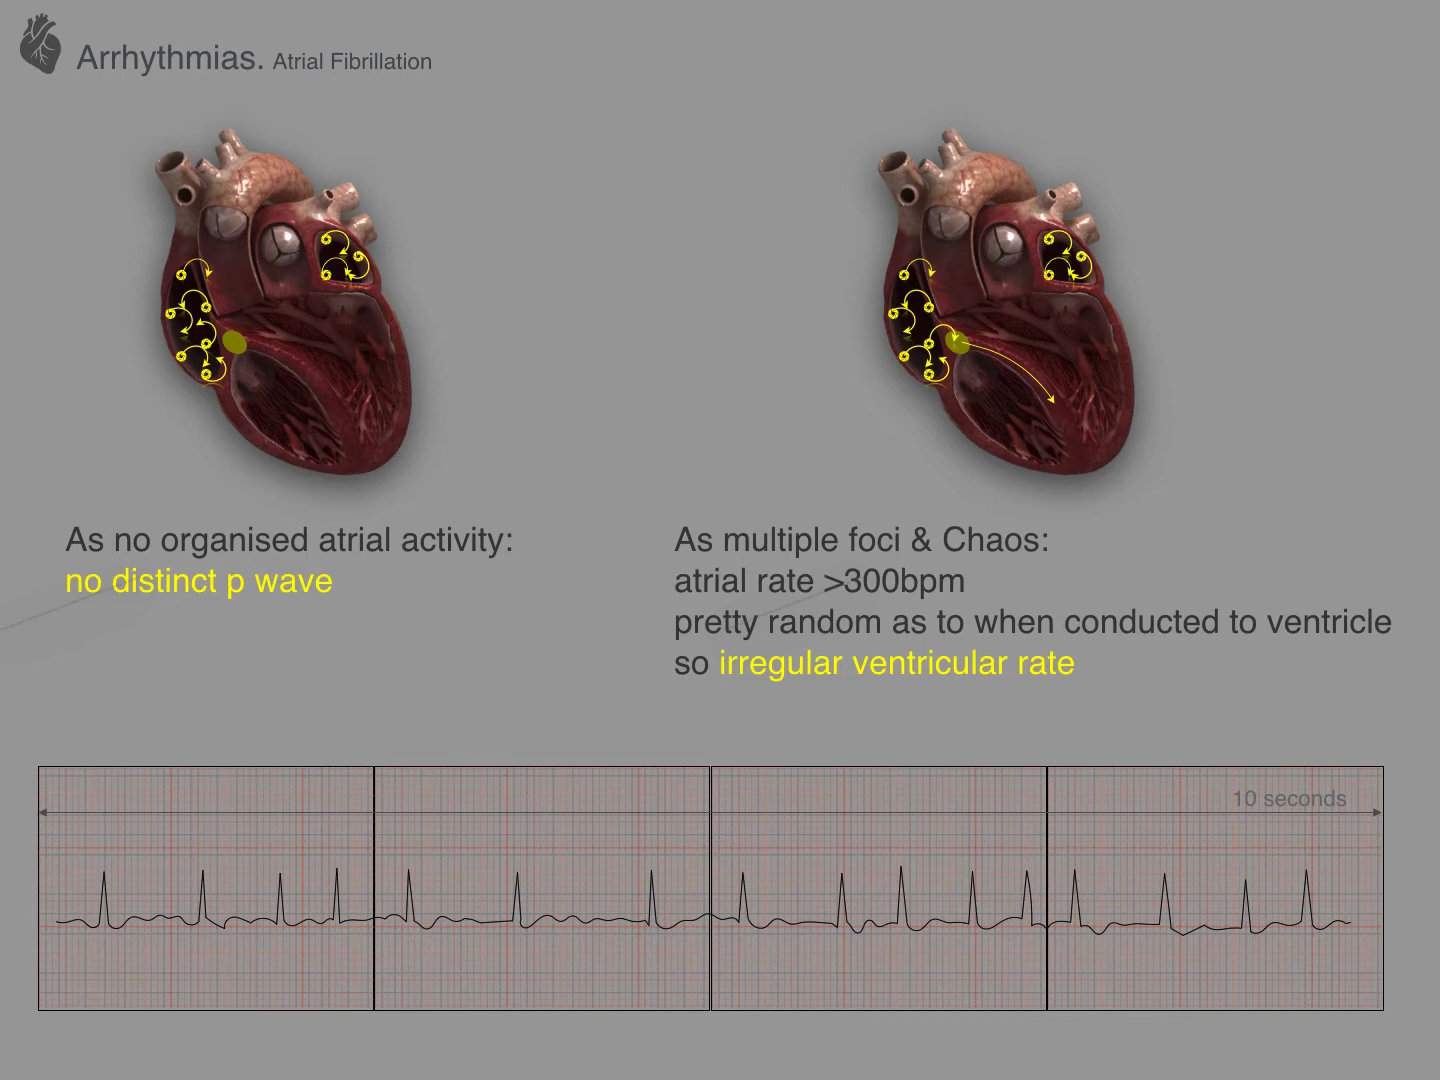 Arrhythmias. Atrial Fibrillation
As no organised atrial activity:
no distinct p wave
As multiple foci & Chaos:
atrial rate >300bpm
pretty random as to when conducted to ventricle
so irregular ventricular rate
10 seconds